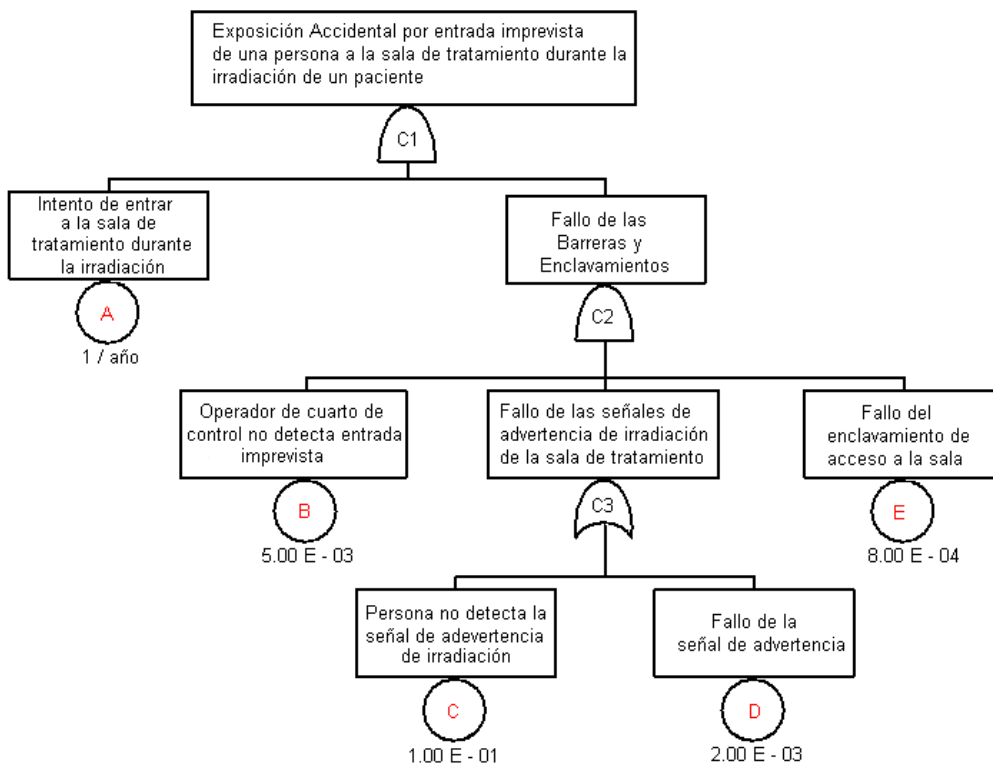 Exposición Accidental por entrada imprevista
de una persona a la sala de tratamiento durante la
irradiación de un paciente
C1
Intento de entrar
a la sala de
tratamiento durante
la irradiación
A
1 / año
Fallo de las
Barreras y
Enclavamientos
C2
Operador de cuarto de
control no detecta entrada
imprevista
B
5.00 E - 03
Fallo de las señales de
advertencia de irradiación
de la sala de tratamiento
C3
Fallo del
enclavamiento de
acceso a la sala
E
8.00 E - 04
Persona no detecta la
señal de adevertencia
de irradiación
C
1.00 E - 01
Fallo de la
señal de advertencia
D
2.00 E - 03